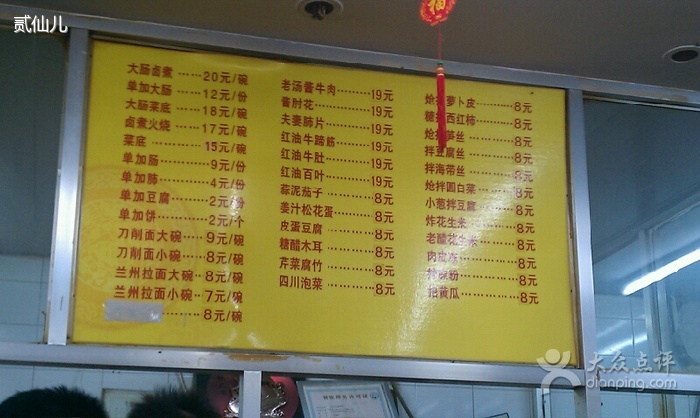 贰仙儿
福
大肠卤煮……20元/碗
单加大肠……12元/份
大肠菜底……18元/碗
卤煮火烧……17元/碗
菜底……15元/碗
单加肠……9元/份
单加肺……4元/份
单加豆腐……2元/份
单加饼……2元/个
刀削面大碗……9元/碗
刀削面小碗……8元/碗
兰州拉面大碗…8元/碗
兰州拉面小碗…7元/碗
……8元/碗
老汤酱牛肉……19元
酱肘花……19元
夫妻肺片……19元
红油牛蹄筋……19元
红油牛肚……19元
红油百叶……19元
蒜泥茄子……8元
姜汁松花蛋……8元
皮蛋豆腐……8元
糖醋木耳……8元
芹菜腐竹……8元
四川泡菜……8元
炝拌萝卜皮……8元
糖拌西红柿……8元
炝拌笋丝……8元
拌豆腐丝……8元
拌海带丝……8元
炝拌圆白菜……8元
小葱拌豆腐……8元
炸花生米……8元
老醋花生米……8元
肉皮冻……8元
粉……8元
拍黄瓜……8元
大众点评
dianping.com